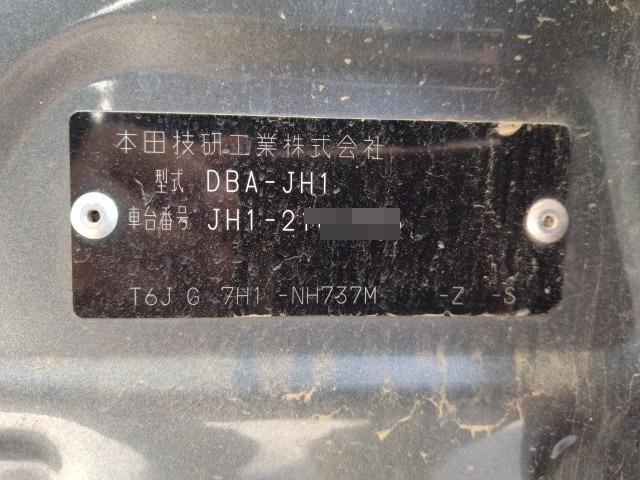 本田技研工業株式会社
型式 DBA-JH1
車台番号 JH1-21
T6J G 7H1 -NH737M -Z -S